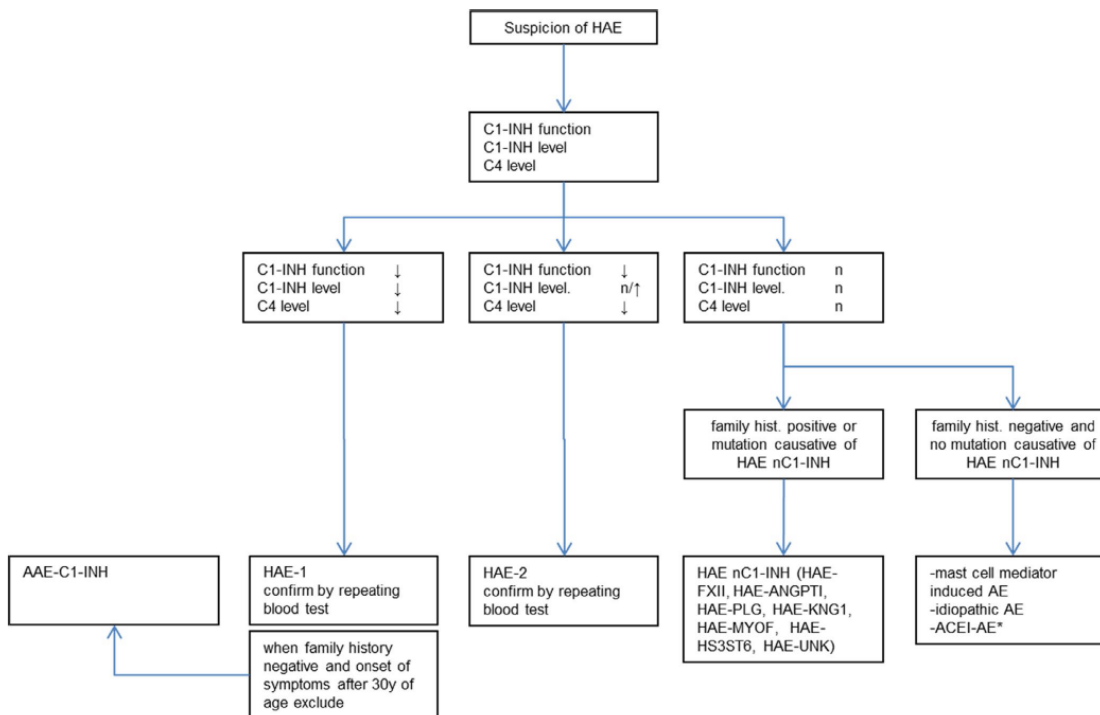 Suspicion of HAE
C1-INH function
C1-INH level
C4 level
C1-INH function ↓
C1-INH level ↓
C4 level ↓
C1-INH function ↓
C1-INH level. n/↑
C4 level ↓
C1-INH function n
C1-INH level. n
C4 level n
family hist. positive or
mutation causative of
HAE nC1-INH
family hist. negative and
no mutation causative of
HAE nC1-INH
AAE-C1-INH
HAE-1
confirm by repeating
blood test
HAE-2
confirm by repeating
blood test
HAE nC1-INH (HAE-
FXII, HAE-ANGPTI,
HAE-PLG, HAE-KNG1,
HAE-MYOF, HAE-
HS3ST6, HAE-UNK)
-mast cell mediator
induced AE
-idiopathic AE
-ACEI-AE*
when family history
negative and onset of
symptoms after 30y of
age exclude